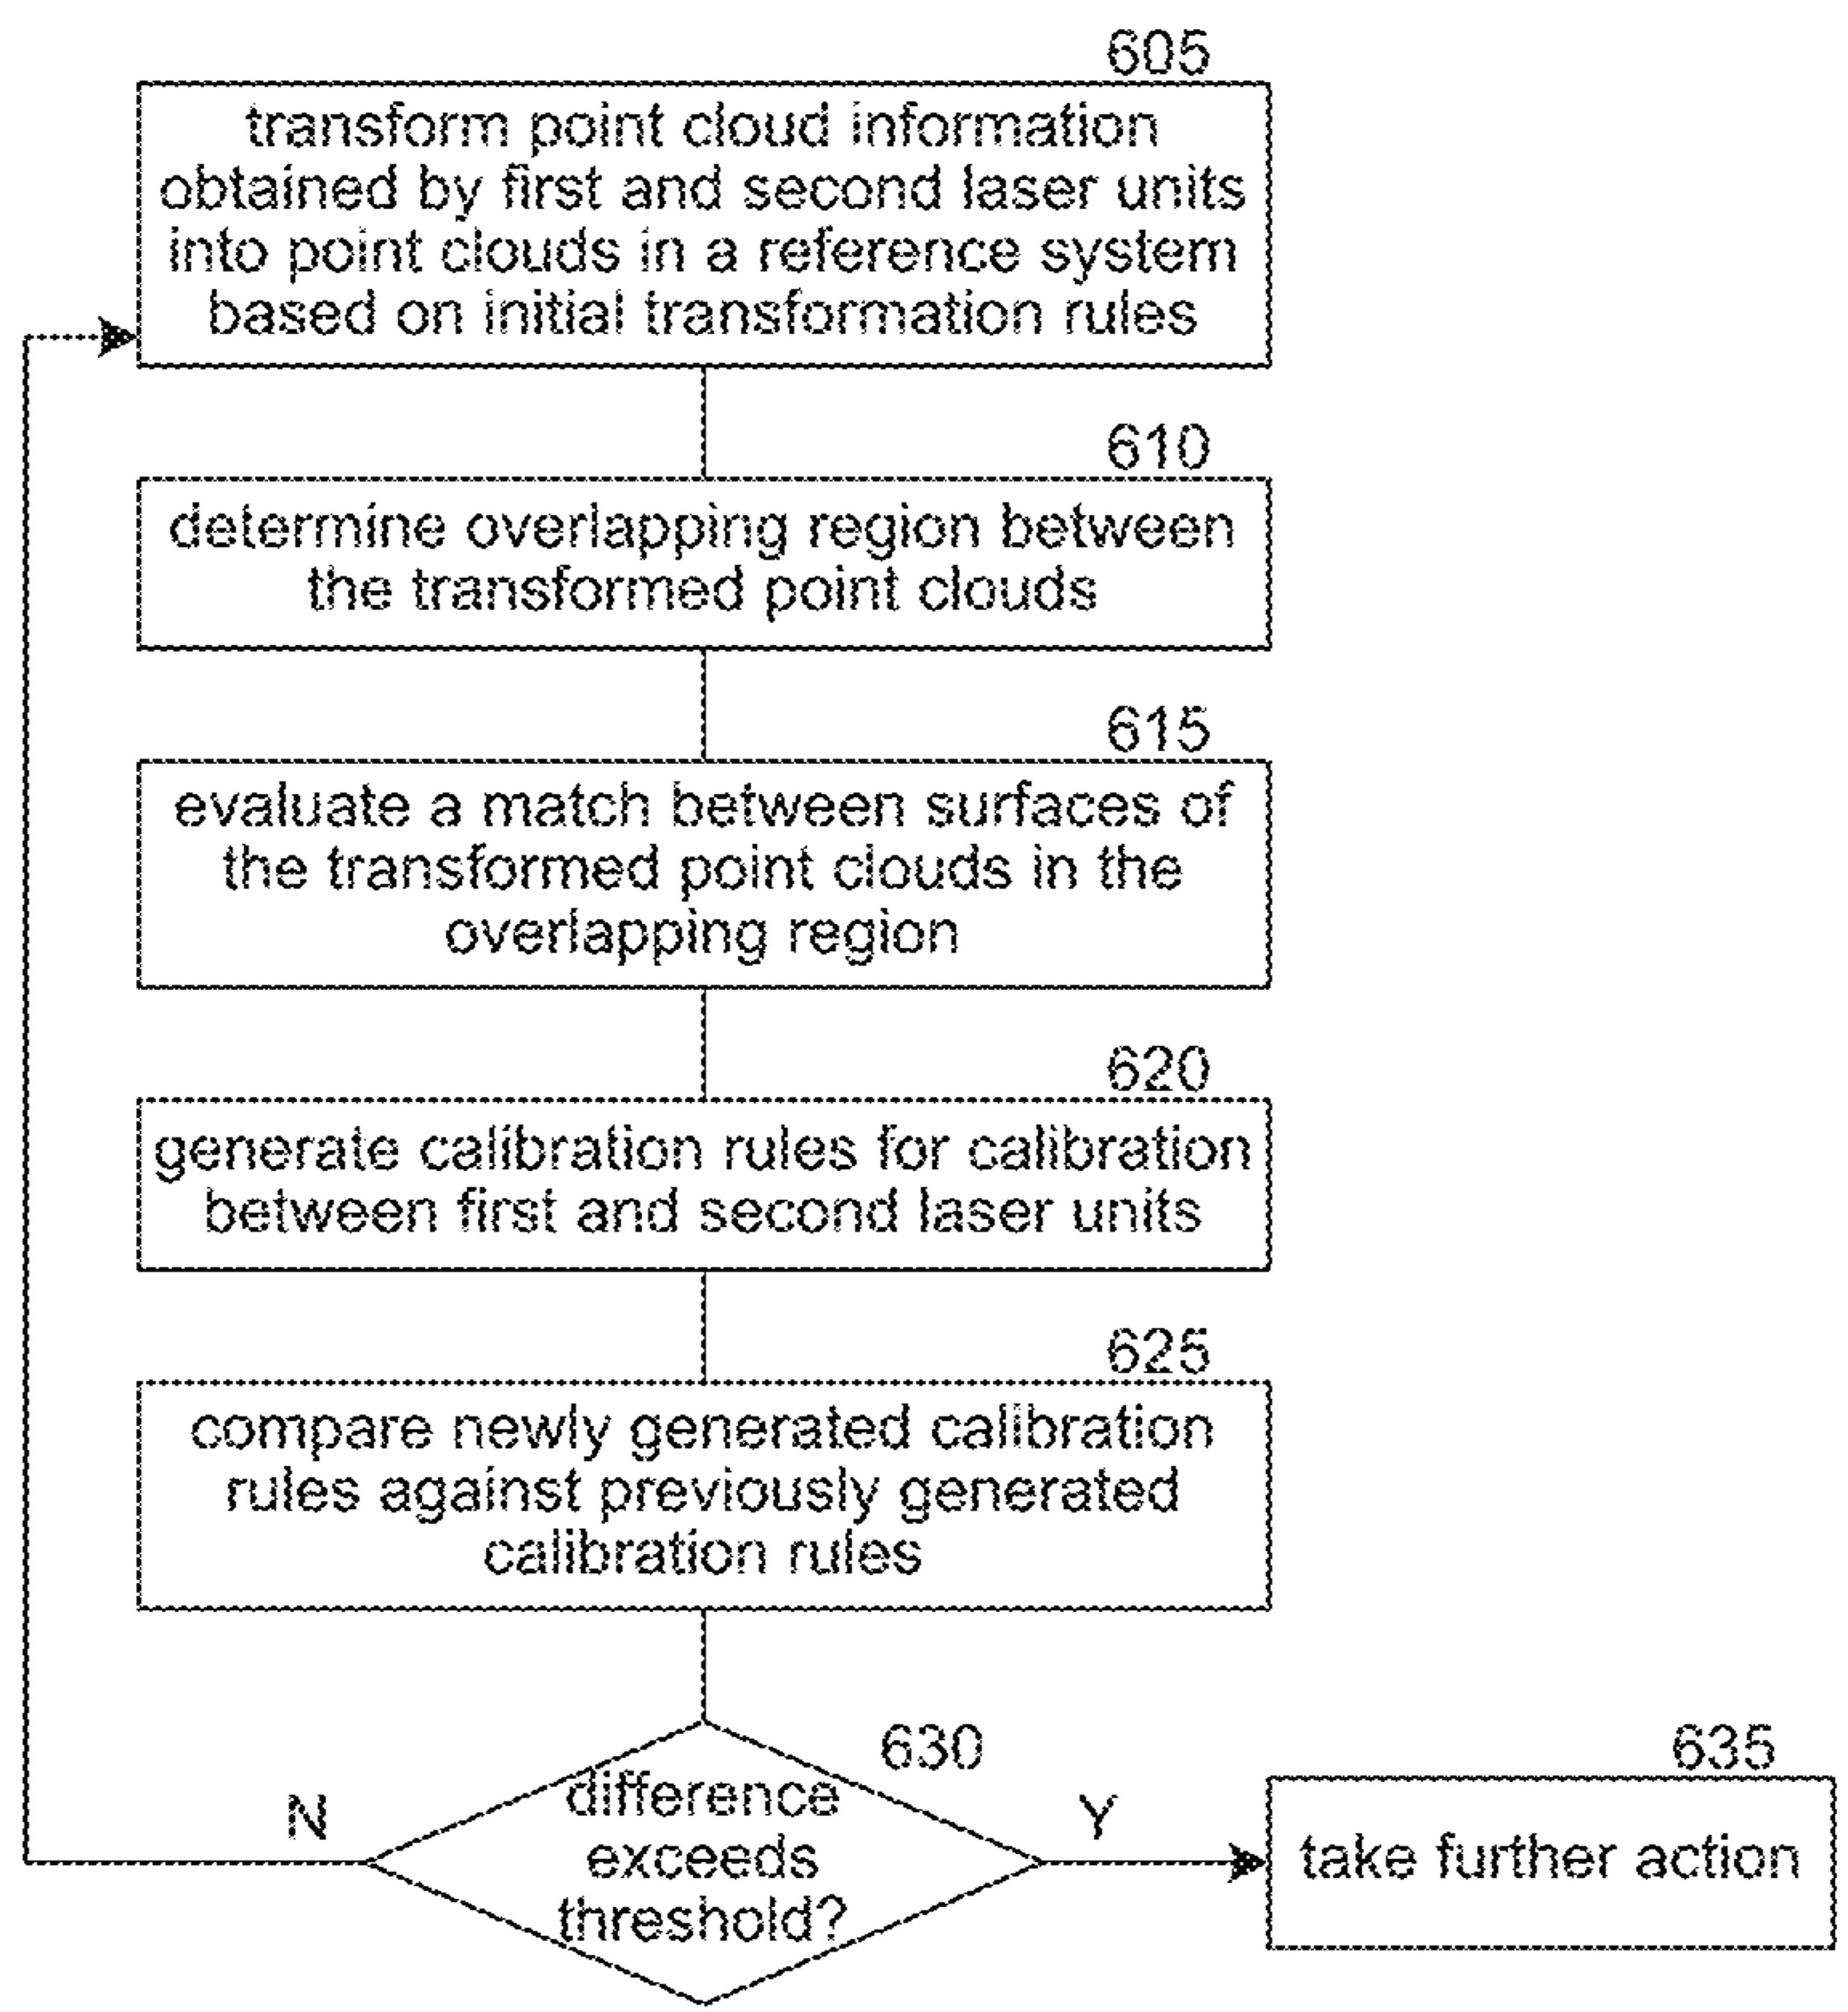 605
transform point cloud information
obtained by first and second laser units
into point clouds in a reference system
based on initial transformation rules
610
determine overlapping region between
the transformed point clouds
615
evaluate a match between surfaces of
the transformed point clouds in the
overlapping region
620
generate calibration rules for calibration
between first and second laser units
625
compare newly generated calibration
rules against previously generated
calibration rules
630
difference
exceeds
threshold?
N
Y
635
take further action